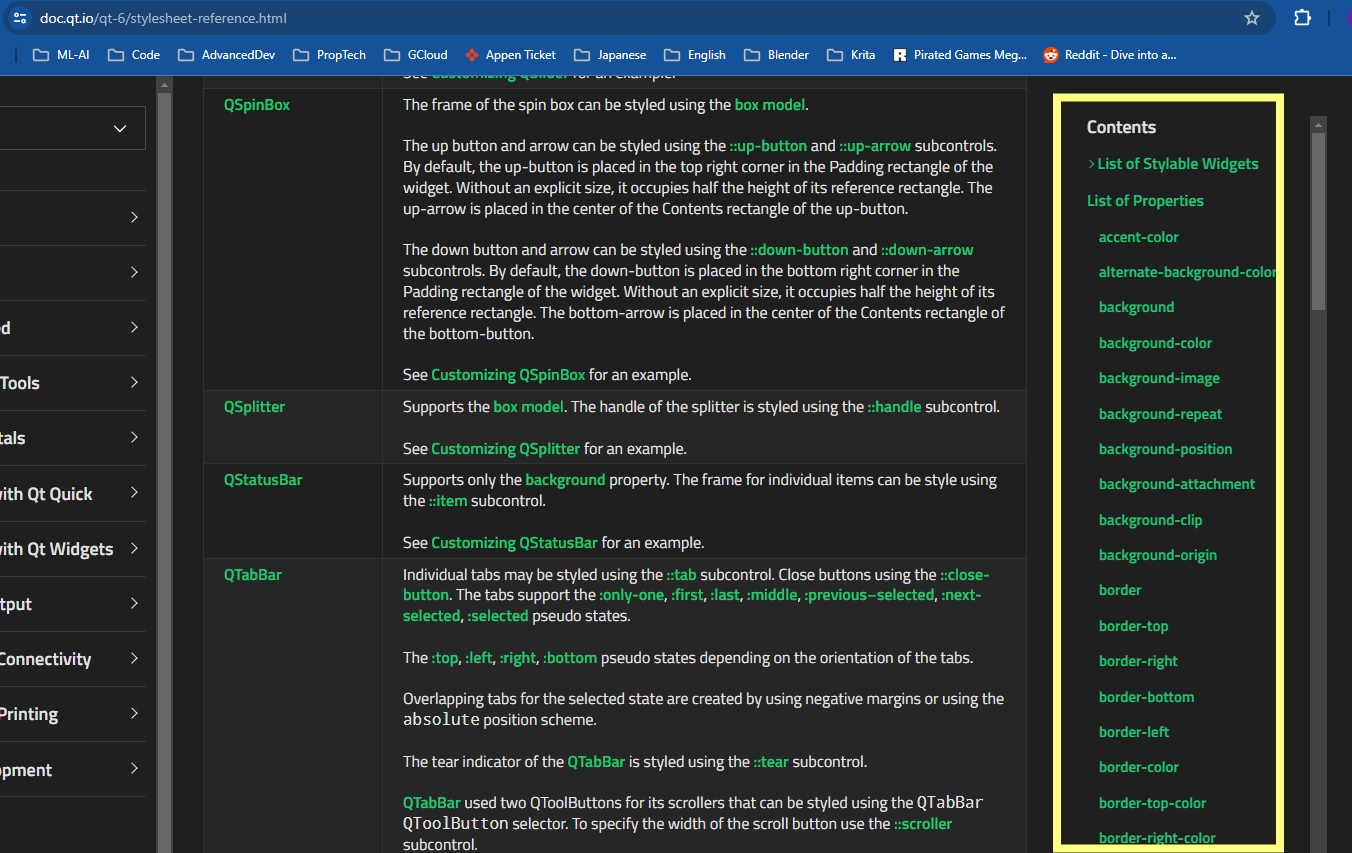 doc.qt.io/qt-6/stylesheet-reference.html
ML-AI Code AdvancedDev PropTech GCloud Appen Ticket Japanese English Blender Krita Pirated Games Meg... Reddit - Dive into a...
ed
Tools
tals
with Qt Quick
with Qt Widgets
tput
Connectivity
Printing
opment
See Customizing QSlider for an example.
QSpinBox
The frame of the spin box can be styled using the box model.
The up button and arrow can be styled using the ::up-button and ::up-arrow subcontrols.
By default, the up-button is placed in the top right corner in the Padding rectangle of the
widget. Without an explicit size, it occupies half the height of its reference rectangle. The
up-arrow is placed in the center of the Contents rectangle of the up-button.
The down button and arrow can be styled using the ::down-button and ::down-arrow
subcontrols. By default, the down-button is placed in the bottom right corner in the
Padding rectangle of the widget. Without an explicit size, it occupies half the height of its
reference rectangle. The bottom-arrow is placed in the center of the Contents rectangle of
the bottom-button.
See Customizing QSpinBox for an example.
QSplitter
Supports the box model. The handle of the splitter is styled using the ::handle subcontrol.
See Customizing QSplitter for an example.
QStatusBar
Supports only the background property. The frame for individual items can be style using
the ::item subcontrol.
See Customizing QStatusBar for an example.
QTabBar
Individual tabs may be styled using the ::tab subcontrol. Close buttons using the ::close-
button. The tabs support the :only-one, :first, :last, :middle, :previous–selected, :next-
selected, :selected pseudo states.
The :top, :left, :right, :bottom pseudo states depending on the orientation of the tabs.
Overlapping tabs for the selected state are created by using negative margins or using the
absolute position scheme.
The tear indicator of the QTabBar is styled using the ::tear subcontrol.
QTabBar used two QToolButtons for its scrollers that can be styled using the QTabBar
QToolButton selector. To specify the width of the scroll button use the ::scroller
subcontrol.
Contents
List of Stylable Widgets
List of Properties
accent-color
alternate-background-color
background
background-color
background-image
background-repeat
background-position
background-attachment
background-clip
background-origin
border
border-top
border-right
border-bottom
border-left
border-color
border-top-color
border-right-color